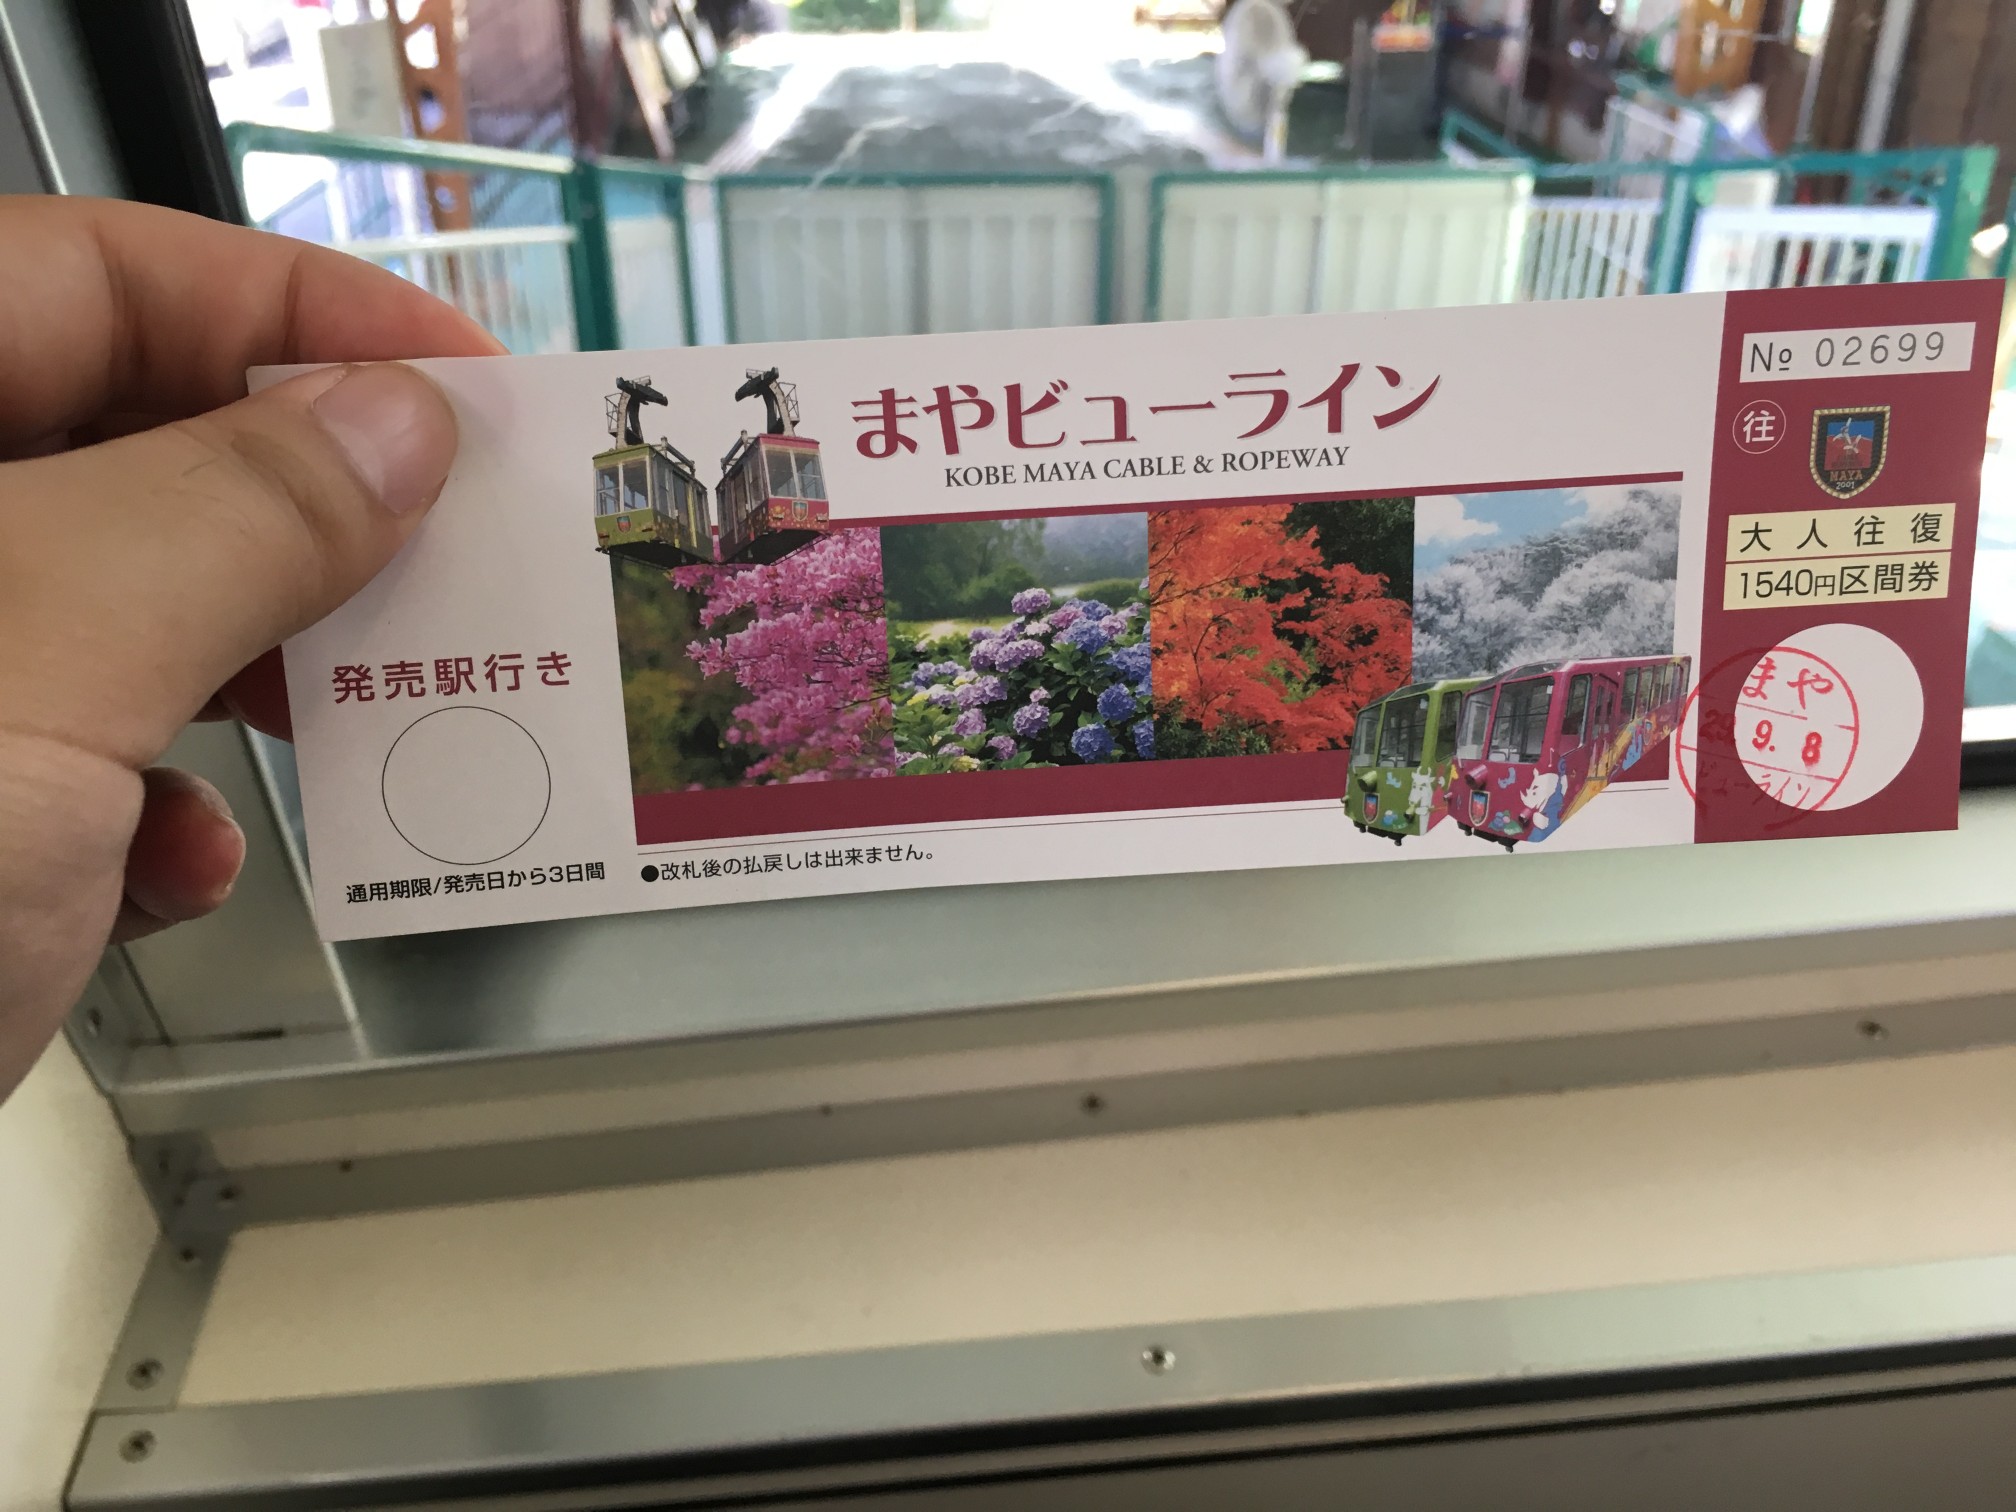 まやビューライン
KOBE MAYA CABLE & ROPEWAY
発売駅行き
通用期限/発売日から3日間
●改札後の払戻しは出来ません。
№ 02699
往
MAYA
2001
大人往復
1540円区間券
まや
29. 9. 8
ビューライン